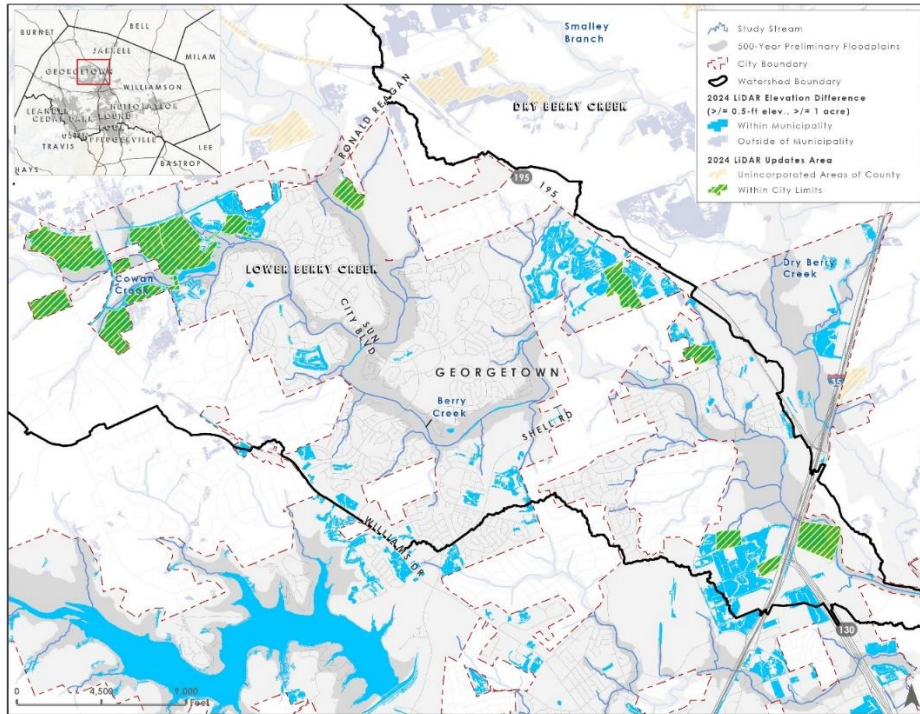 BURNET
BELL
JARRELL
MILAM
GEORGETOWN
WILLIAMSON
LEANDER
HUTTO TAYLOR
CEDAR PARK
ROUND
ROCK
AUSTIN
PFLUGERVILLE
TRAVIS
LEE
HAYS
BASTROP
Smalley
Branch
Study Stream
500-Year Preliminary Floodplains
City Boundary
Watershed Boundary
2024 LiDAR Elevation Difference
(>/= 0.5-ft elev., >/= 1 acre)
Within Municipality
Outside of Municipality
2024 LiDAR Updates Area
Unincorporated Areas of County
Within City Limits
DRY BERRY CREEK
RONALD REAGAN
195
195
Cowan
Creek
LOWER BERRY CREEK
SUN
CITY BLVD
Dry Berry
Creek
GEORGETOWN
35
Berry
Creek
SHELL RD
WILLIAMS DR
130
0 4,500 9,000
Feet